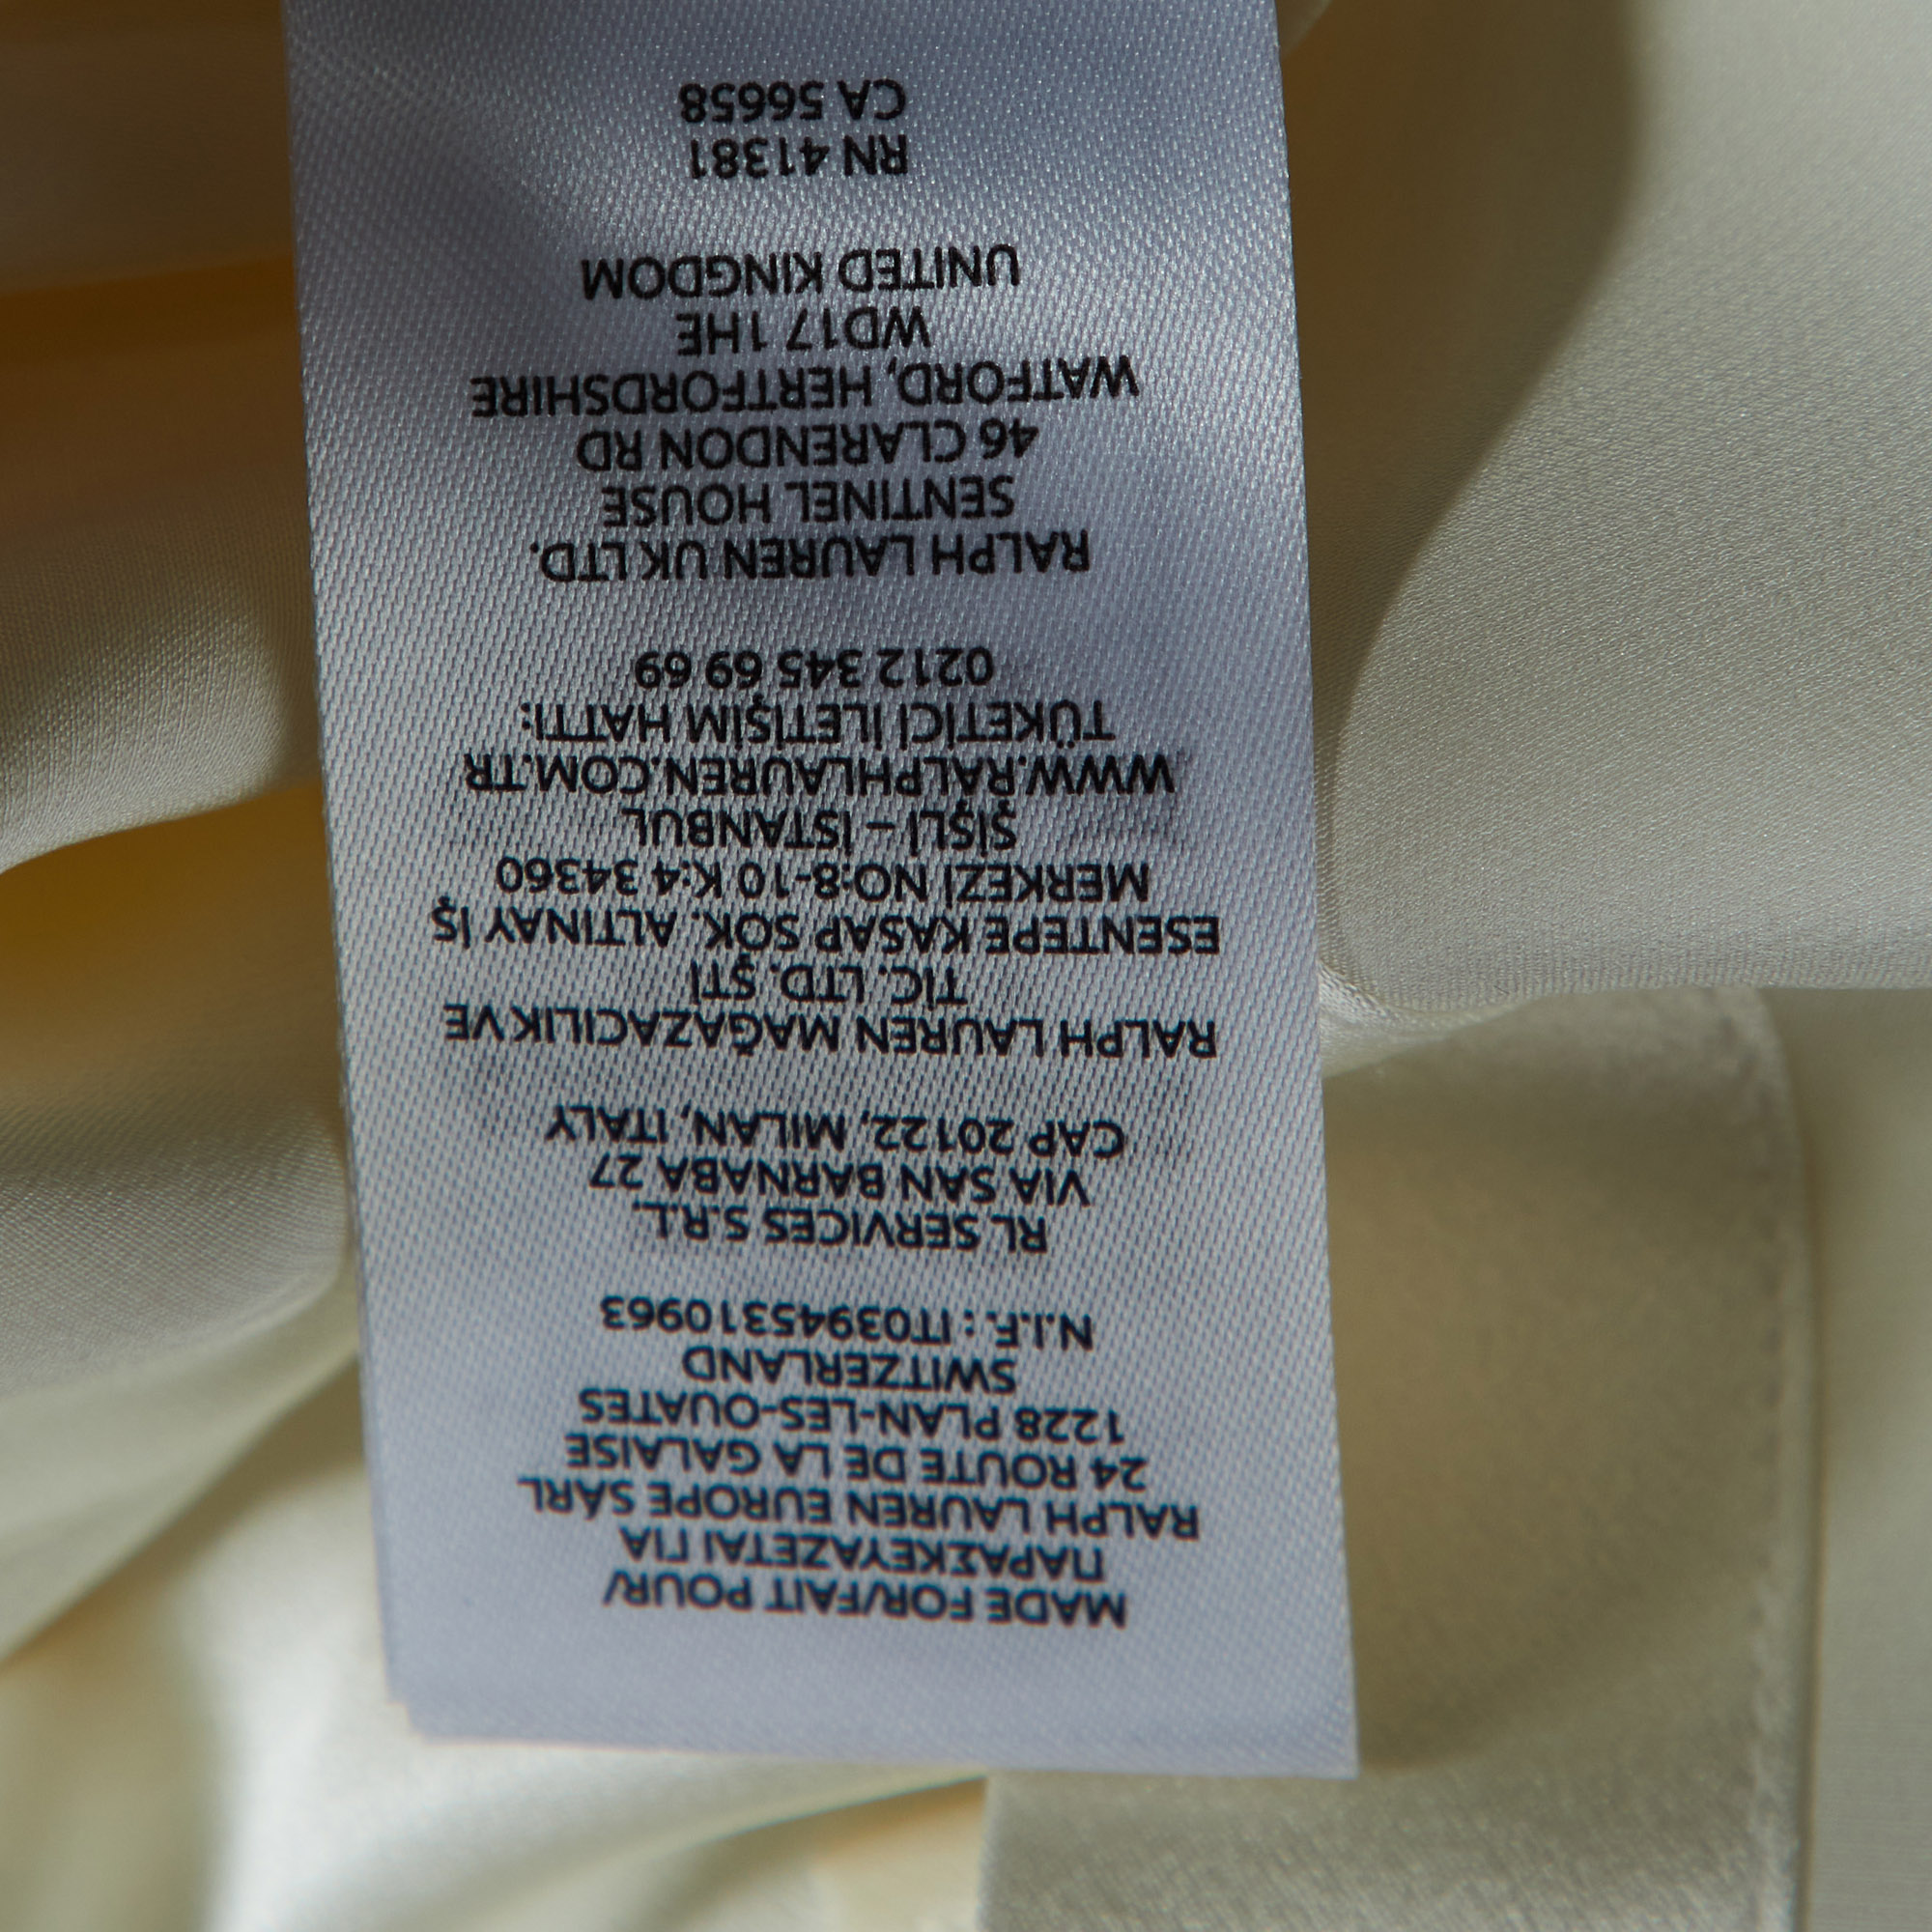 MADE FOR/FAIT POUR/
ΠΑΡΑΣΚΕΥΑΖΕΤΑΙ ΓΙΑ
RALPH LAUREN EUROPE SÁRL
24 ROUTE DE LA GALAISE
1228 PLAN-LES-OUATES
SWITZERLAND
N.I.F. : IT03945310963
RL SERVICES S.R.L.
VIA SAN BARNABA 27
CAP 20122, MILAN, ITALY
RALPH LAUREN MAĞAZACILIK VE
TİC. LTD. ŞTİ
ESENTEPE KASAP SOK. ALTINAY İŞ
MERKEZİ NO:8-10 K:4 34360
ŞİŞLİ – İSTANBUL
WWW.RALPHLAUREN.COM.TR
TÜKETİCİ İLETİŞİM HATTI:
0212 345 69 69
RALPH LAUREN UK LTD.
SENTINEL HOUSE
46 CLARENDON RD
WATFORD, HERTFORDSHIRE
WD17 1HE
UNITED KINGDOM
RN 41381
CA 56658